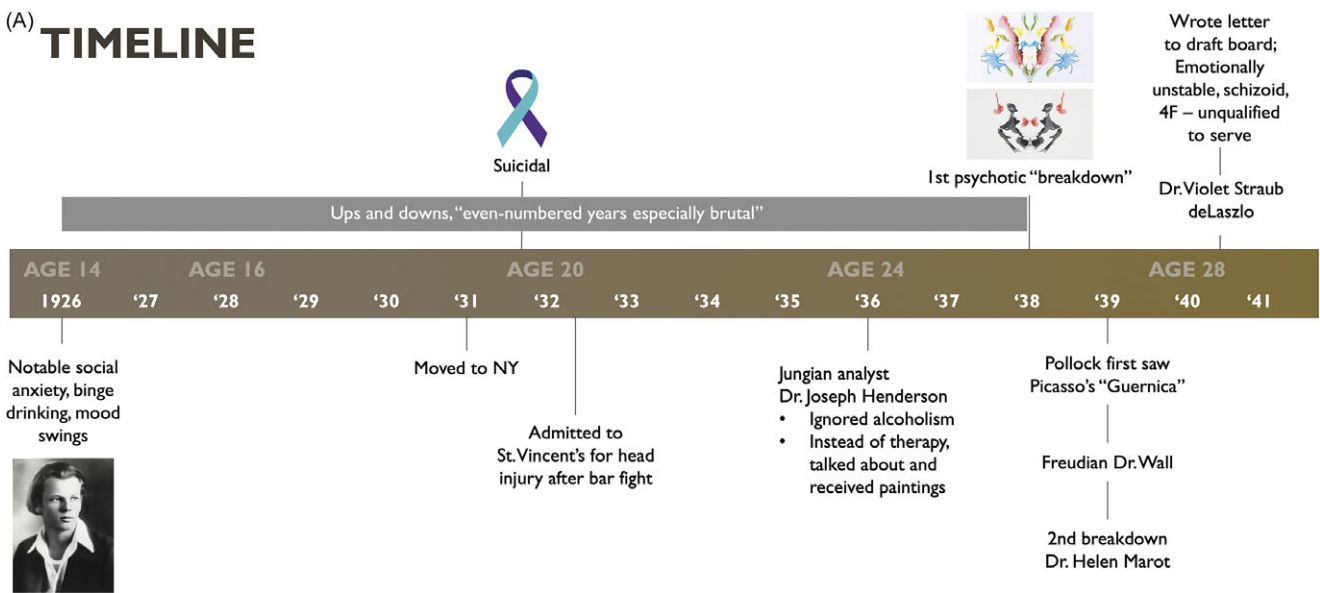 (A) TIMELINE
Suicidal
1st psychotic “breakdown”
Wrote letter
to draft board;
Emotionally
unstable, schizoid,
4F – unqualified
to serve
Dr. Violet Straub
deLaszlo
Ups and downs, “even-numbered years especially brutal”
AGE 14 AGE 16 AGE 20 AGE 24 AGE 28
1926 ‘27 ‘28 ‘29 ‘30 ‘31 ‘32 ‘33 ‘34 ‘35 ‘36 ‘37 ‘38 ‘39 ‘40 ‘41
Notable social
anxiety, binge
drinking, mood
swings
Moved to NY
Admitted to
St. Vincent’s for head
injury after bar fight
Jungian analyst
Dr. Joseph Henderson
• Ignored alcoholism
• Instead of therapy,
talked about and
received paintings
Pollock first saw
Picasso’s “Guernica”
Freudian Dr. Wall
2nd breakdown
Dr. Helen Marot